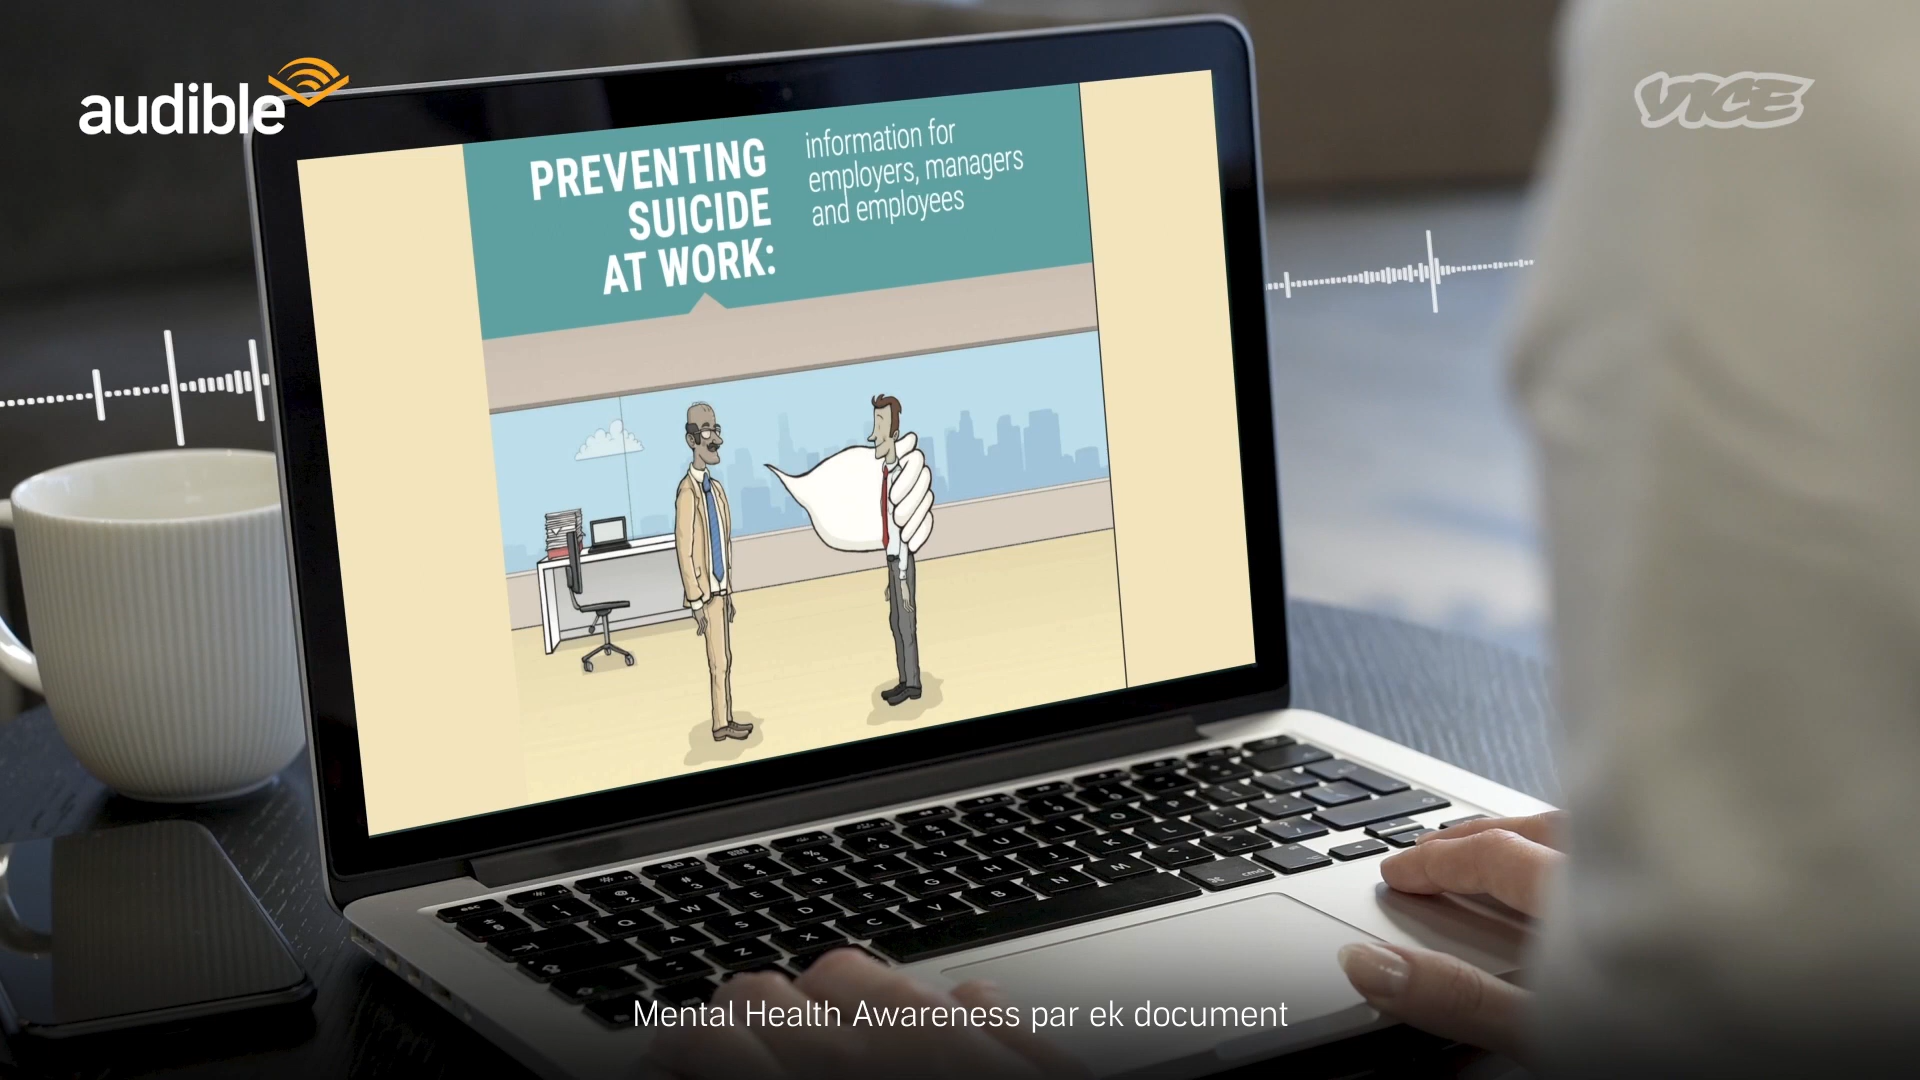 audible
VICE
PREVENTING
SUICIDE
AT WORK:
information for
employers, managers
and employees
Mental Health Awareness par ek document